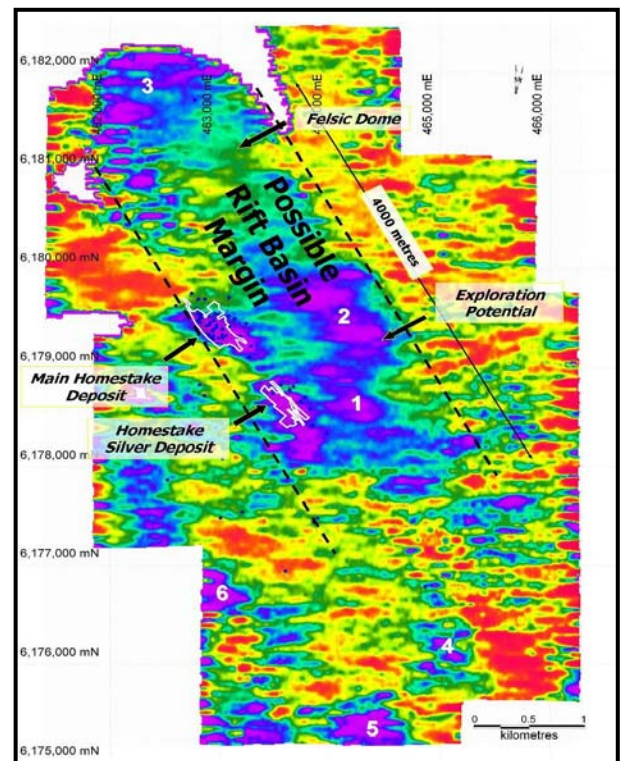 6,182,000 mN
6,181,000 mN
6,180,000 mN
6,179,000 mN
6,178,000 mN
6,177,000 mN
6,176,000 mN
6,175,000 mN
463,000 mE
465,000 mE
466,000 mE
3
Felsic Dome
Possible
Rift Basin
Margin
4000 metres
2
Exploration
Potential
1
Main Homestake
Deposit
Homestake
Silver Deposit
6
4
5
0 0.5 1
kilometres